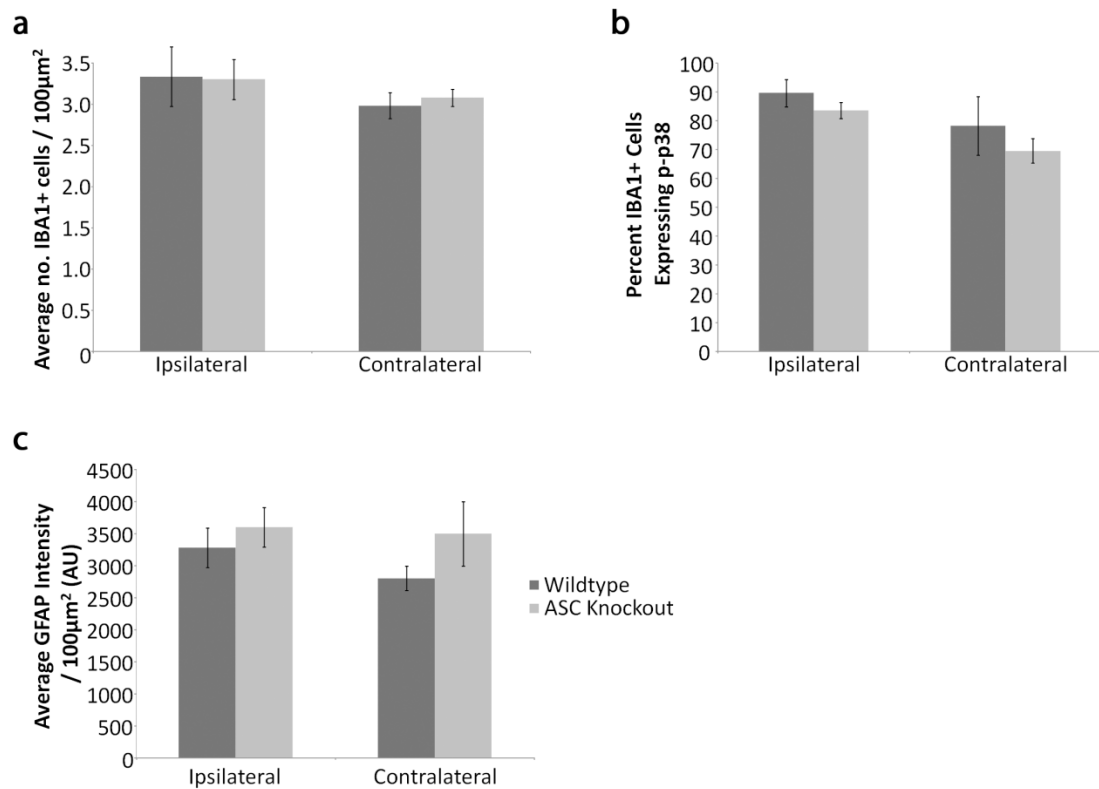 a
Average no. IBA1+ cells / 100µm²
3.5
3.0
2.5
2.0
1.5
1.0
0.5
0
Ipsilateral
Contralateral
b
Percent IBA1+ Cells
Expressing p-p38
100
90
80
70
60
50
40
30
20
10
0
Ipsilateral
Contralateral
c
Average GFAP Intensity
/ 100µm² (AU)
4500
4000
3500
3000
2500
2000
1500
1000
500
0
Ipsilateral
Contralateral
Wildtype
ASC Knockout